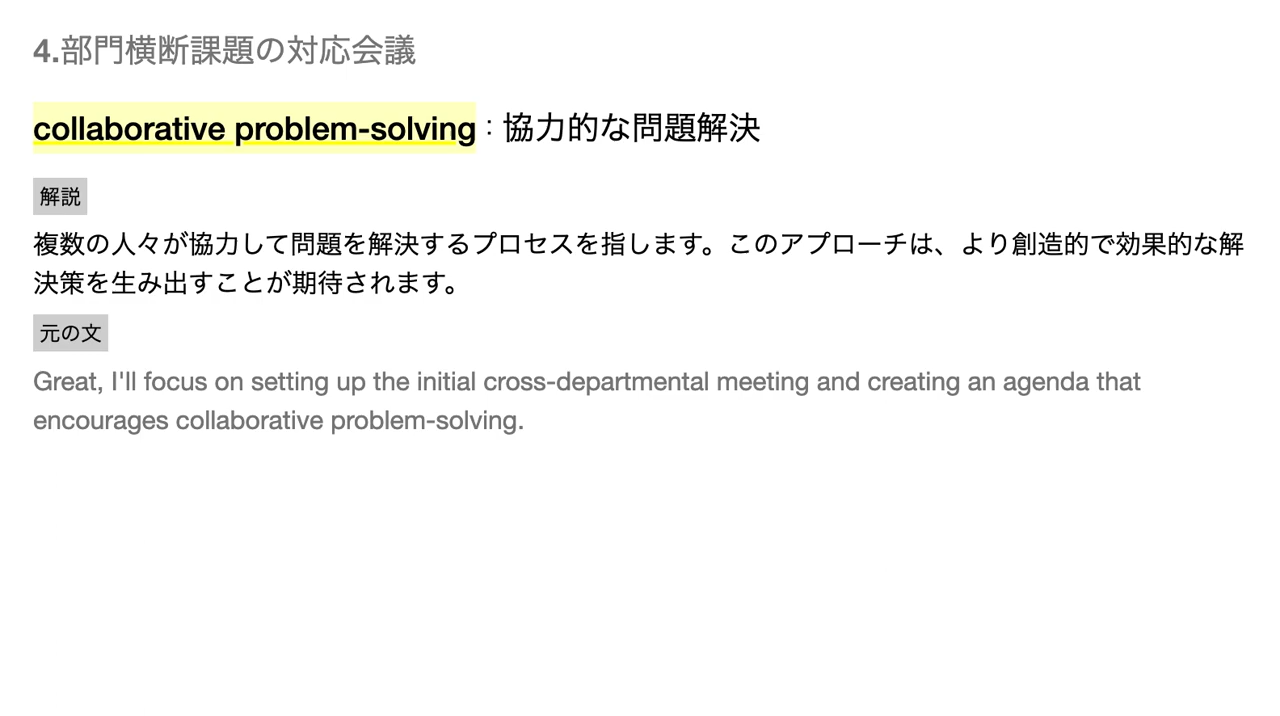 4.部門横断課題の対応会議
collaborative problem-solving : 協力的な問題解決
解説
複数の人々が協力して問題を解決するプロセスを指します。このアプローチは、より創造的で効果的な解
決策を生み出すことが期待されます。
元の文
Great, I'll focus on setting up the initial cross-departmental meeting and creating an agenda that
encourages collaborative problem-solving.